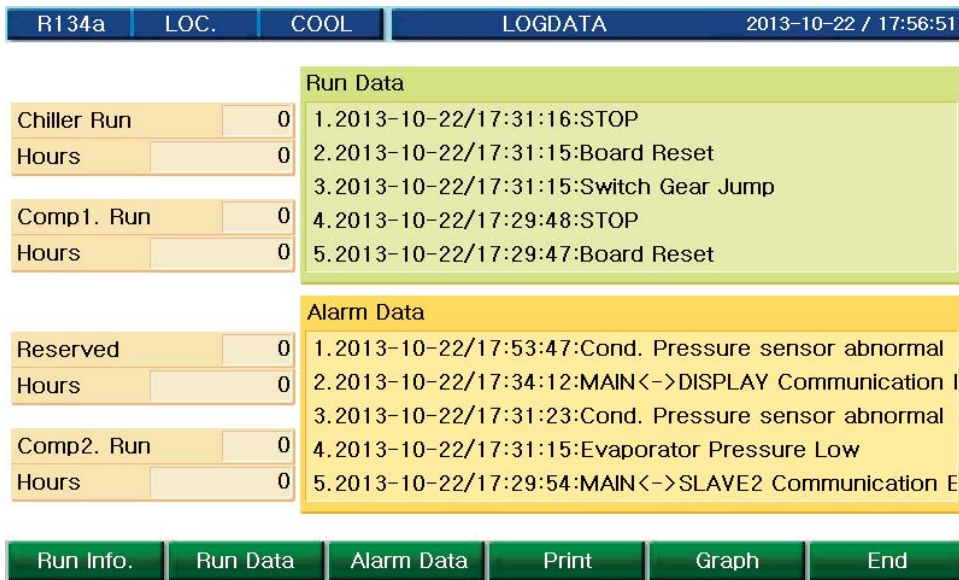 R134a LOC. COOL LOGDATA 2013-10-22 / 17:56:51
Run Data
Chiller Run 0
Hours 0
Comp1. Run 0
Hours 0
1.2013-10-22/17:31:16:STOP
2.2013-10-22/17:31:15:Board Reset
3.2013-10-22/17:31:15:Switch Gear Jump
4.2013-10-22/17:29:48:STOP
5.2013-10-22/17:29:47:Board Reset
Alarm Data
Reserved 0
Hours 0
Comp2. Run 0
Hours 0
1.2013-10-22/17:53:47:Cond. Pressure sensor abnormal
2.2013-10-22/17:34:12:MAIN<->DISPLAY Communication
3.2013-10-22/17:31:23:Cond. Pressure sensor abnormal
4.2013-10-22/17:31:15:Evaporator Pressure Low
5.2013-10-22/17:29:54:MAIN<->SLAVE2 Communication E
Run Info. Run Data Alarm Data Print Graph End